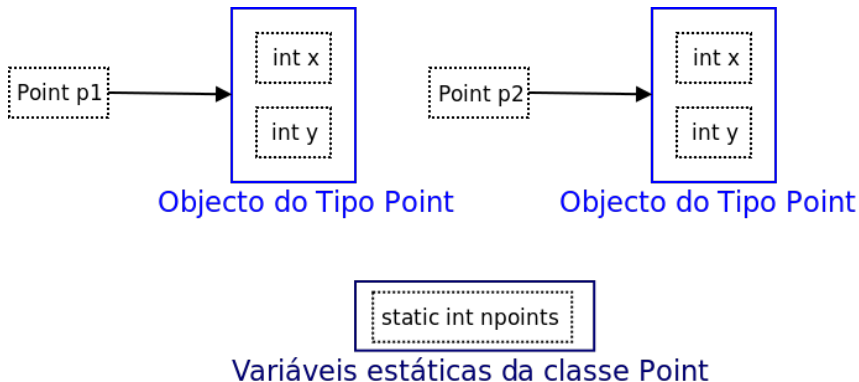 int x
int x
Point p1
Point p2
int y
int y
Objecto do Tipo Point
Objecto do Tipo Point
static int npoints
Variáveis estáticas da classe Point